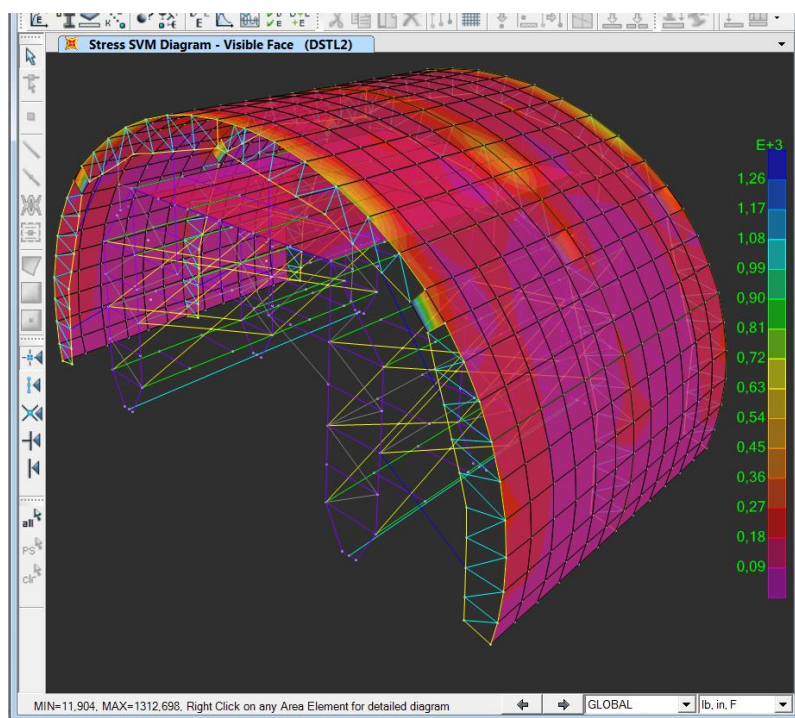 Stress SVM Diagram - Visible Face (DSTL2)
E+3
1,26
1,17
1,08
0,99
0,90
0,81
0,72
0,63
0,54
0,45
0,36
0,27
0,18
0,09
all
PS
clr
MIN=11,904, MAX=1312,698, Right Click on any Area Element for detailed diagram
GLOBAL
lb, in, F